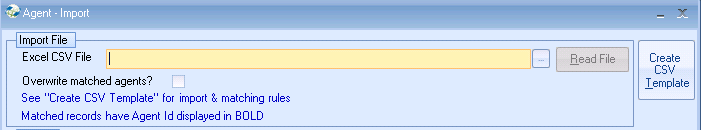 Agent - Import
Import File
Excel CSV File
...
Read File
Create
CSV
Template
Overwrite matched agents?
See "Create CSV Template" for import & matching rules
Matched records have Agent Id displayed in BOLD